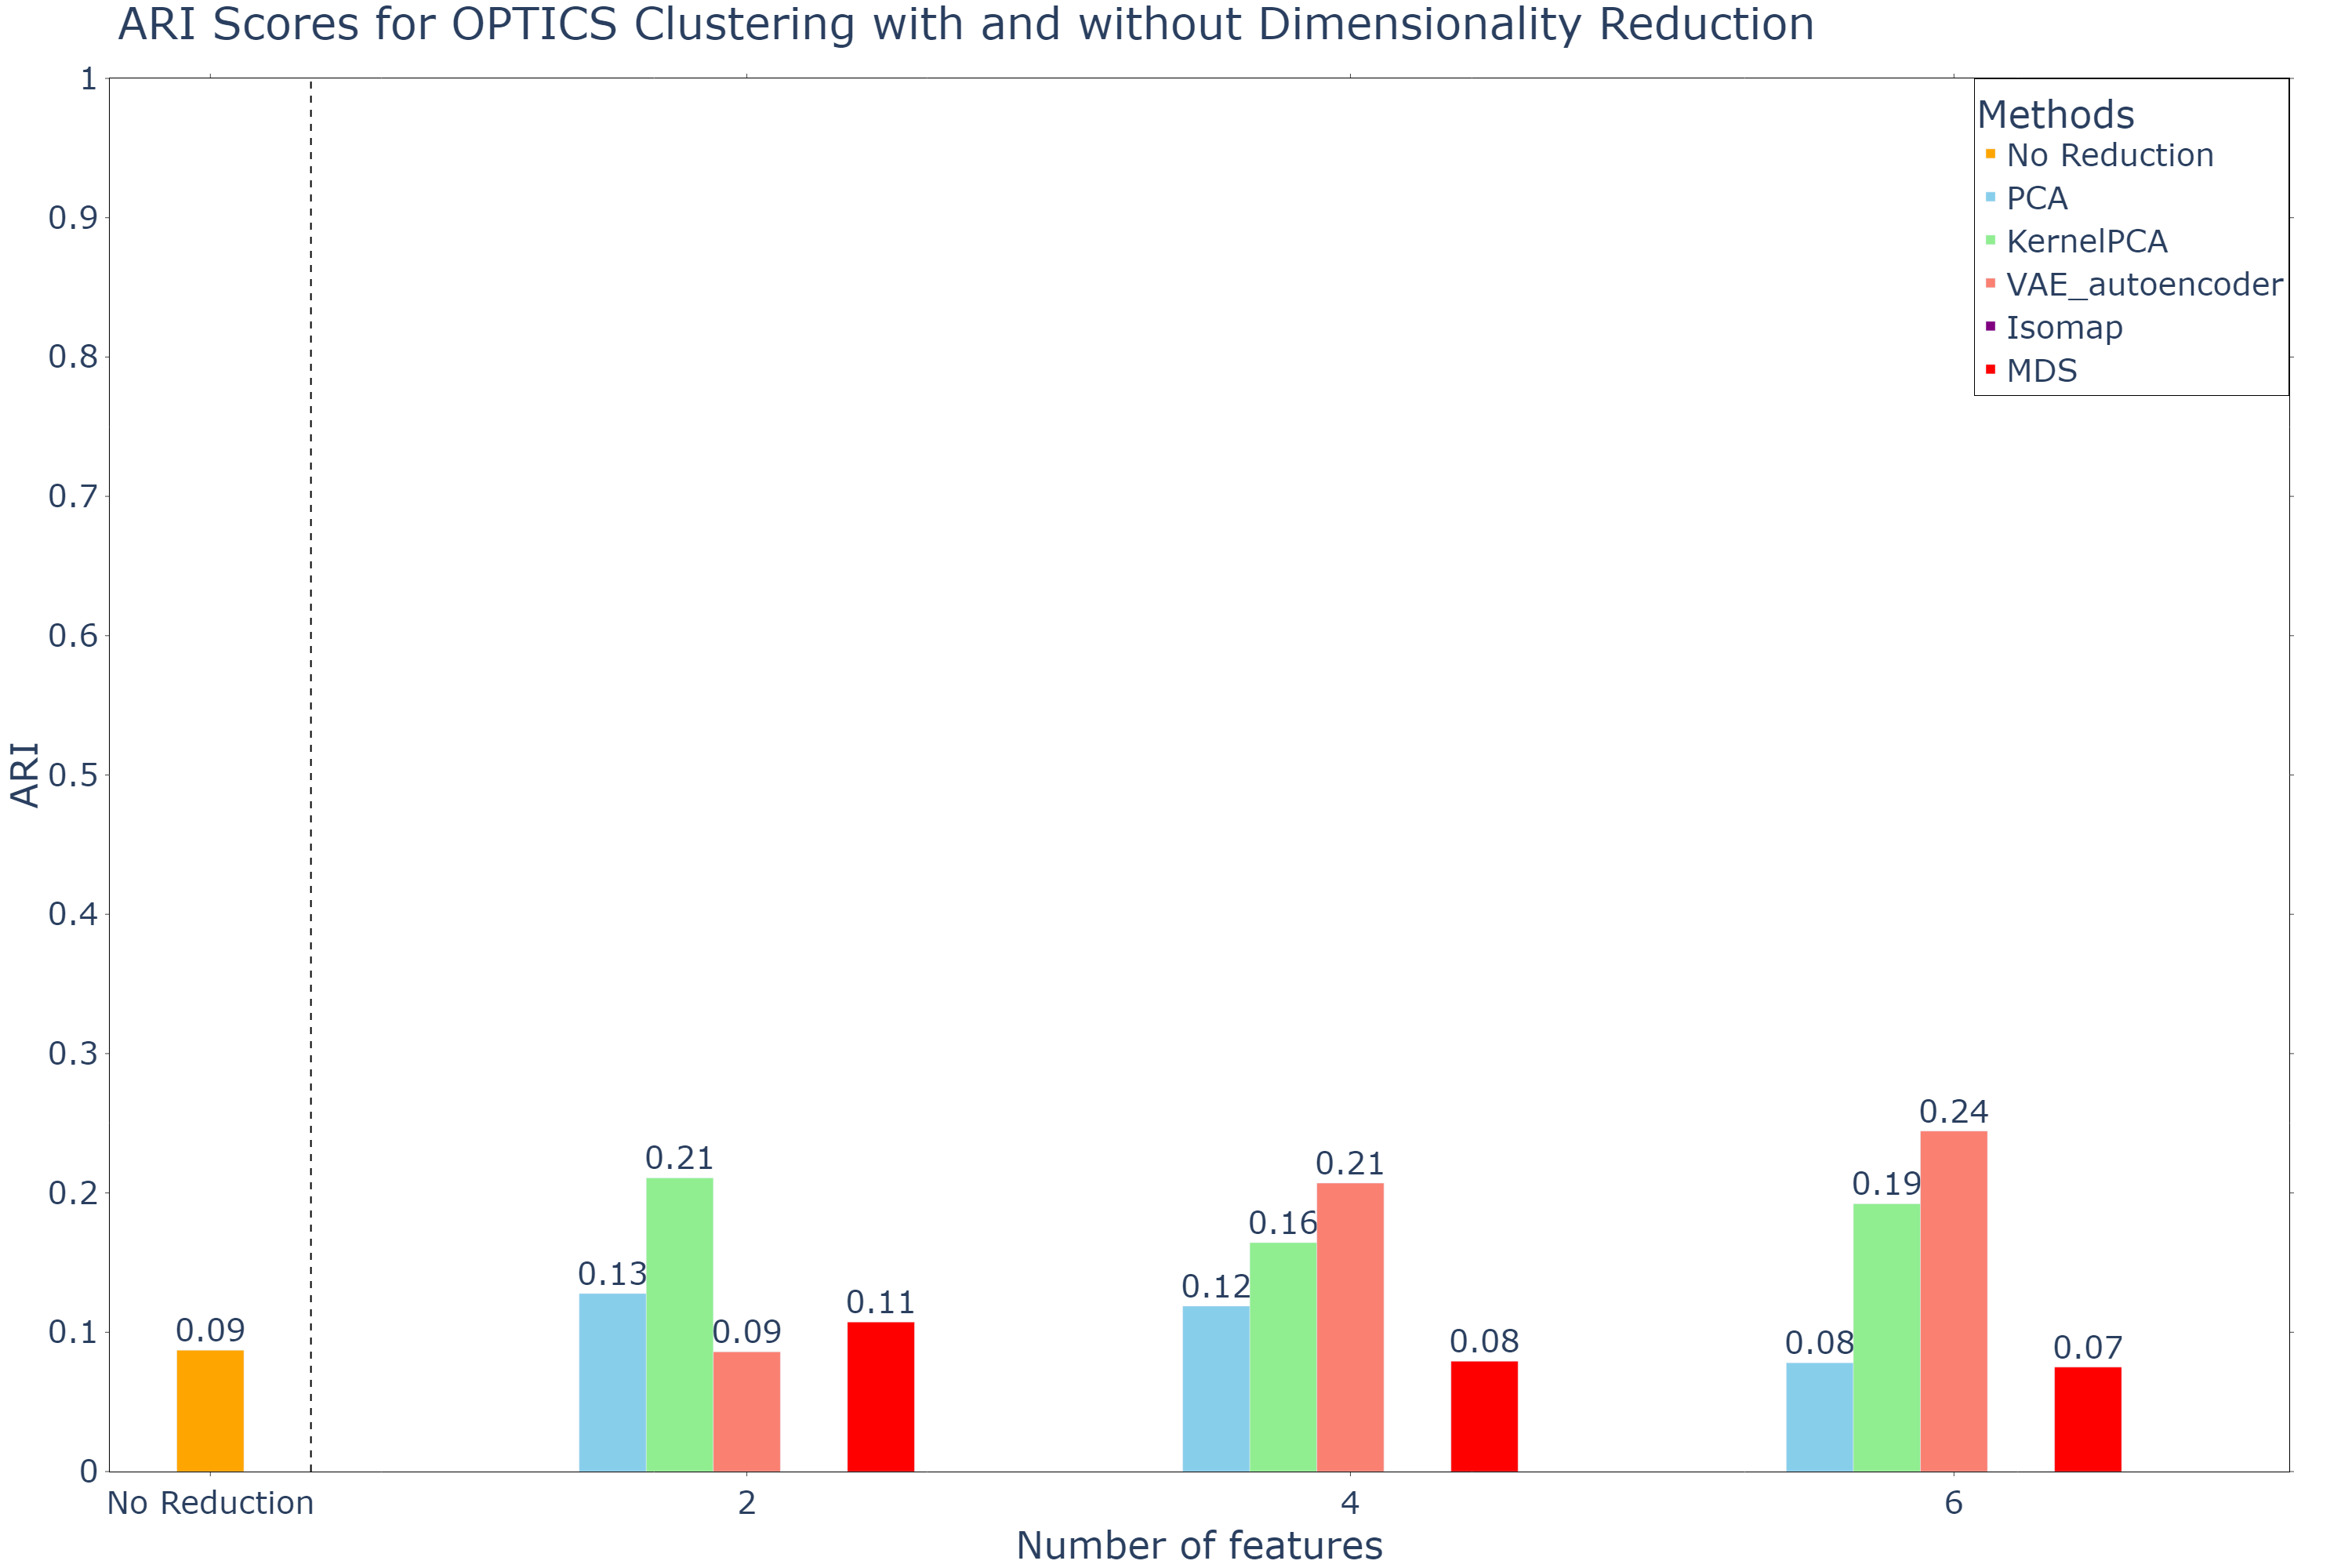 ARI Scores for OPTICS Clustering with and without Dimensionality Reduction
Methods
No Reduction
PCA
KernelPCA
VAE_autoencoder
Isomap
MDS
ARI
1
0.9
0.8
0.7
0.6
0.5
0.4
0.3
0.2
0.1
0
0.09
0.13
0.21
0.09
0.11
0.12
0.16
0.21
0.08
0.08
0.19
0.24
0.07
No Reduction
2
4
6
Number of features